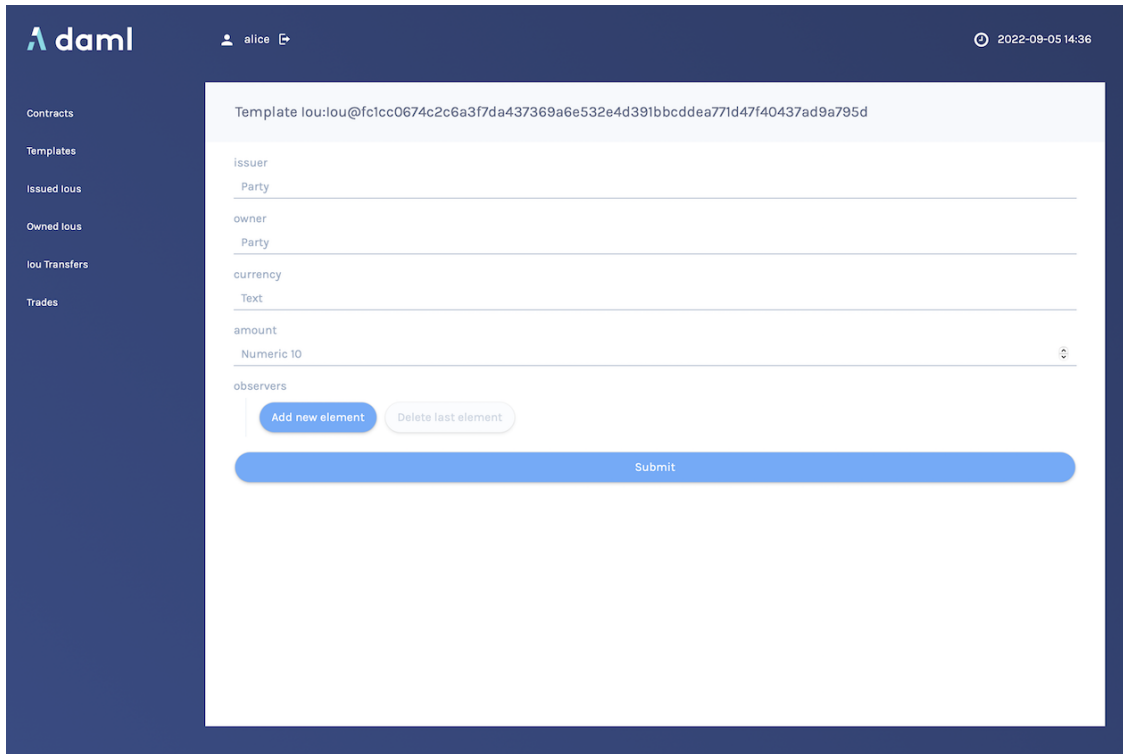 daml
alice
2022-09-05 14:36
Contracts
Templates
Issued Ious
Owned Ious
Iou Transfers
Trades
Template Iou:Iou@fc1cc0674c2c6a3f7da437369a6e532e4d391bbcddea771d47f40437ad9a795d
issuer
Party
owner
Party
currency
Text
amount
Numeric 10
observers
Add new element Delete last element
Submit